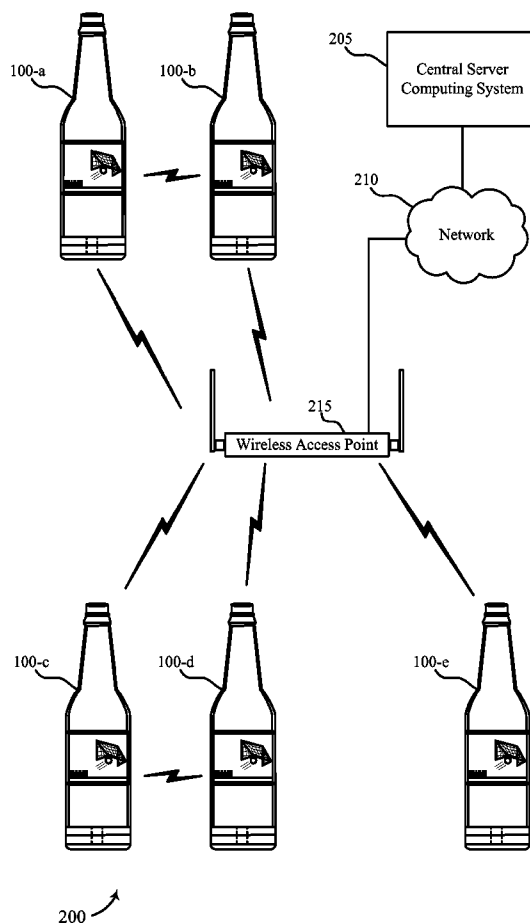 205
100-a
100-b
Central Server
Computing System
210
Network
215
Wireless Access Point
100-c
100-d
100-e
200